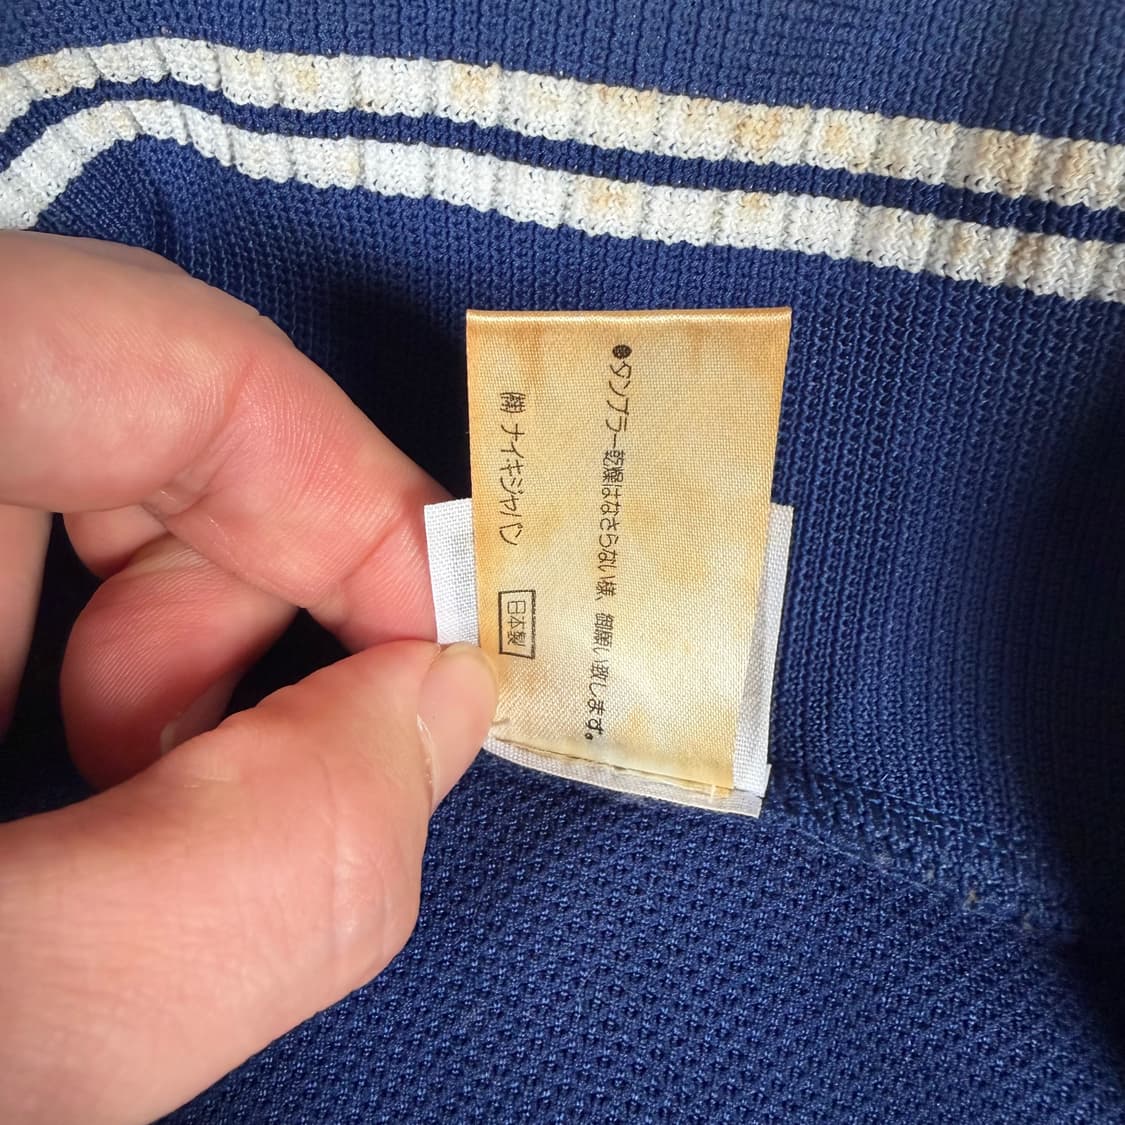 ●タンブラー乾燥はなさらない様、御願い致します。
㈱ナイキジャパン
日本製